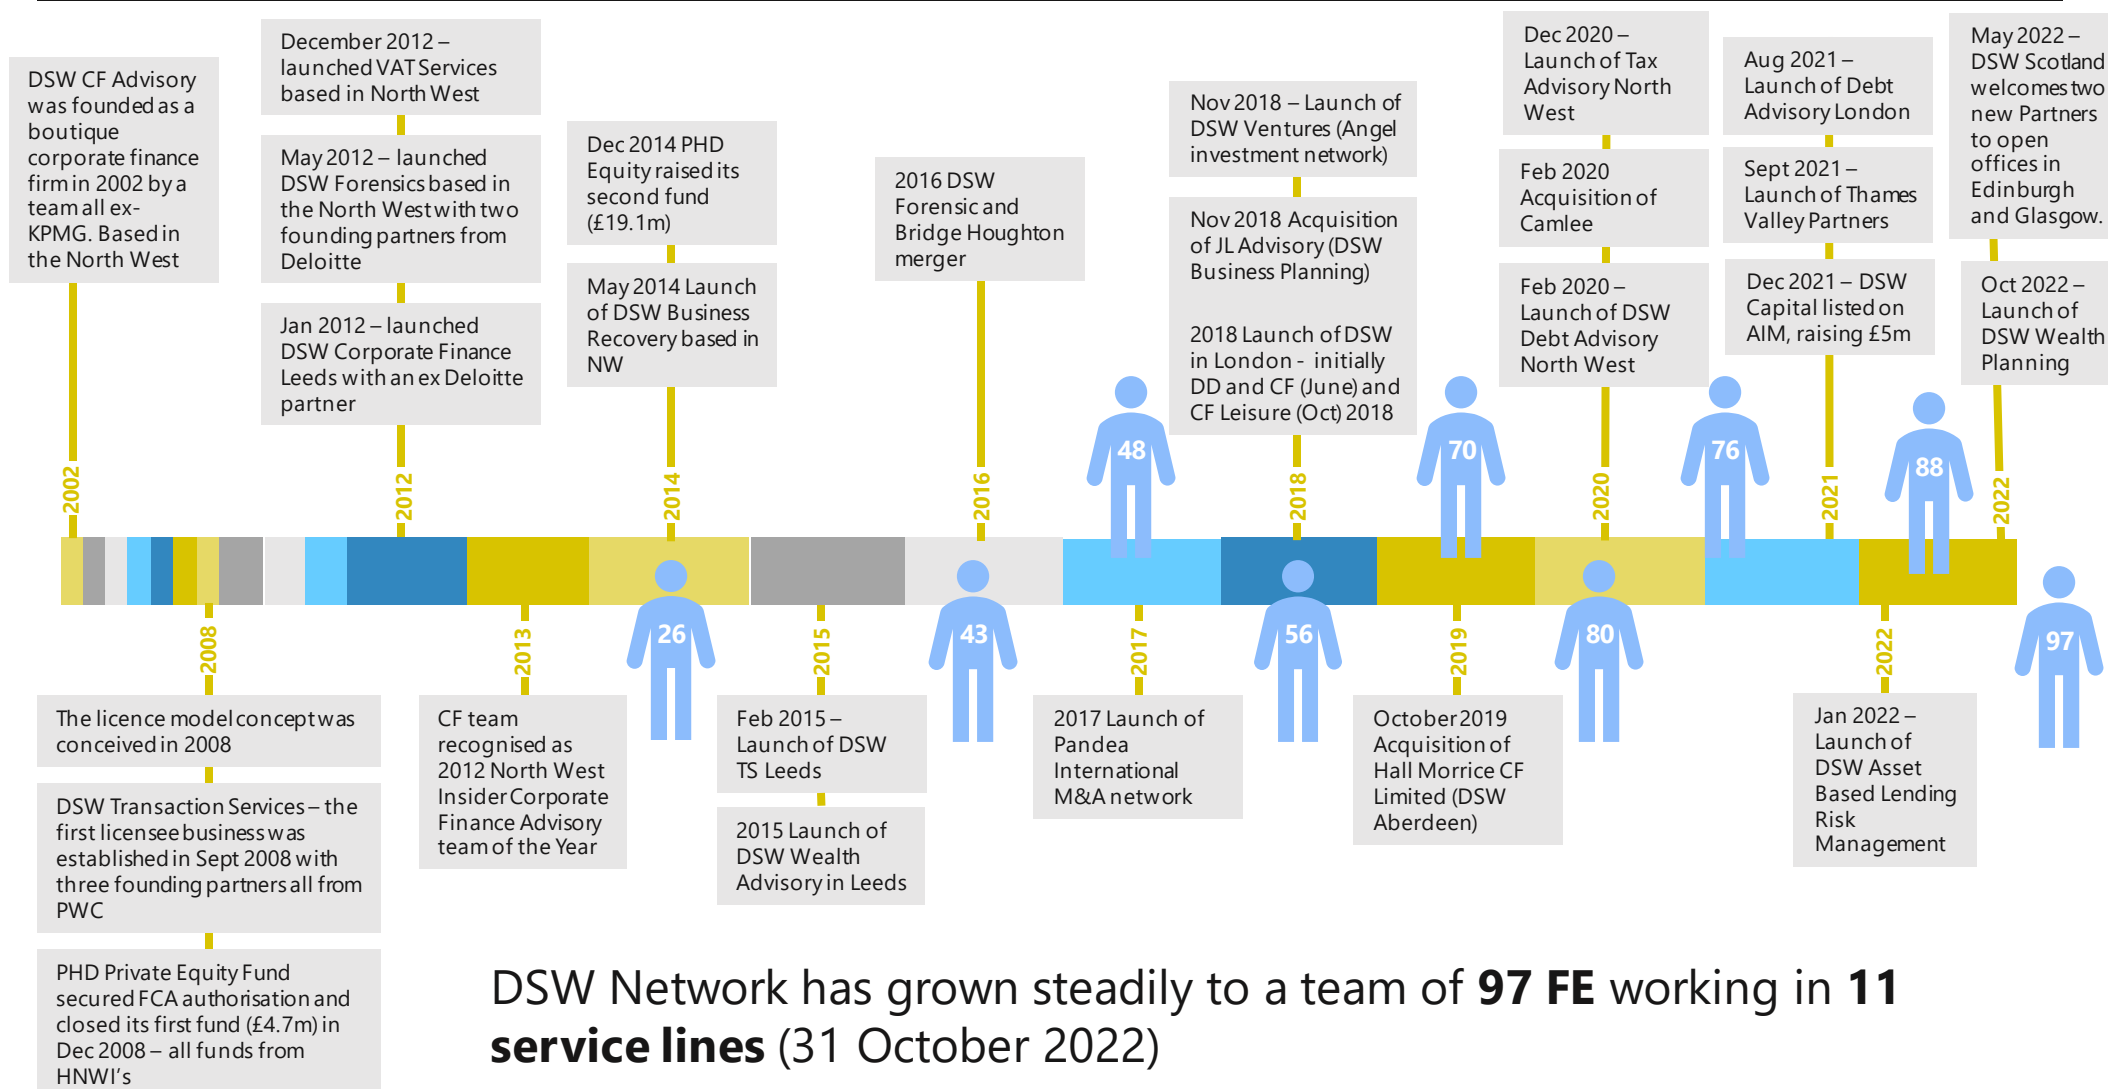 DSW CF Advisory
was founded as a
boutique
corporate finance
firm in 2002 by a
team all ex-
KPMG. Based in
the North West
December 2012 –
launched VAT Services
based in North West
May 2012 – launched
DSW Forensics based in
the North West with two
founding partners from
Deloitte
Jan 2012 – launched
DSW Corporate Finance
Leeds with an ex Deloitte
partner
Dec 2014 PHD
Equity raised its
second fund
(£19.1m)
May 2014 Launch
of DSW Business
Recovery based in
NW
2016 DSW
Forensic and
Bridge Houghton
merger
Nov 2018 – Launch of
DSW Ventures (Angel
investment network)
Nov 2018 Acquisition
of JL Advisory (DSW
Business Planning)
2018 Launch of DSW
in London - initially
DD and CF (June) and
CF Leisure (Oct) 2018
Dec 2020 –
Launch of Tax
Advisory North
West
Feb 2020
Acquisition of
Camlee
Feb 2020 –
Launch of DSW
Debt Advisory
North West
Aug 2021 –
Launch of Debt
Advisory London
Sept 2021 –
Launch of Thames
Valley Partners
Dec 2021 – DSW
Capital listed on
AIM, raising £5m
May 2022 –
DSW Scotland
welcomes two
new Partners
to open
offices in
Edinburgh
and Glasgow.
Oct 2022 –
Launch of
DSW Wealth
Planning
2002
2012
2014
2016
48
2018
70
2020
76
2021
88
2022
2008
2013
26
2015
43
2017
56
2019
80
2022
97
The licence model concept was
conceived in 2008
DSW Transaction Services – the
first licensee business was
established in Sept 2008 with
three founding partners all from
PWC
PHD Private Equity Fund
secured FCA authorisation and
closed its first fund (£4.7m) in
Dec 2008 – all funds from
HNWI's
CF team
recognised as
2012 North West
Insider Corporate
Finance Advisory
team of the Year
Feb 2015 –
Launch of DSW
TS Leeds
2015 Launch of
DSW Wealth
Advisory in Leeds
2017 Launch of
Pandea
International
M&A network
October 2019
Acquisition of
Hall Morrice CF
Limited (DSW
Aberdeen)
Jan 2022 –
Launch of
DSW Asset
Based Lending
Risk
Management
DSW Network has grown steadily to a team of 97 FE working in 11
service lines (31 October 2022)